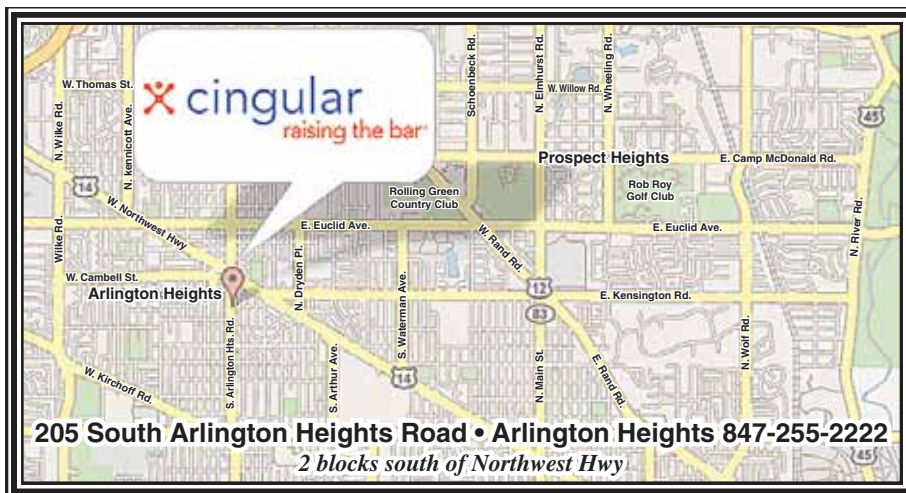 cingular
raising the bar
W. Thomas St.
N. Wilke Rd.
N. kennicott Ave.
Schoenbeck Rd.
N. Elmhurst Rd.
W. Willow Rd.
N. Wheeling Rd.
45
Prospect Heights
E. Camp McDonald Rd.
14
W. Northwest Hwy
Rolling Green
Country Club
Rob Roy
Golf Club
Wilke Rd.
E. Euclid Ave.
W. Rand Rd.
E. Euclid Ave.
N. River Rd.
W. Cambell St.
Arlington Heights
N. Dryden Pl.
S. Waterman Ave.
12
E. Kensington Rd.
83
S. Arlington Hts. Rd.
S. Arthur Ave.
14
N. Main St.
E. Rand Rd.
N. Wolf Rd.
W. Kirchoff Rd.
205 South Arlington Heights Road • Arlington Heights 847-255-2222
2 blocks south of Northwest Hwy
45